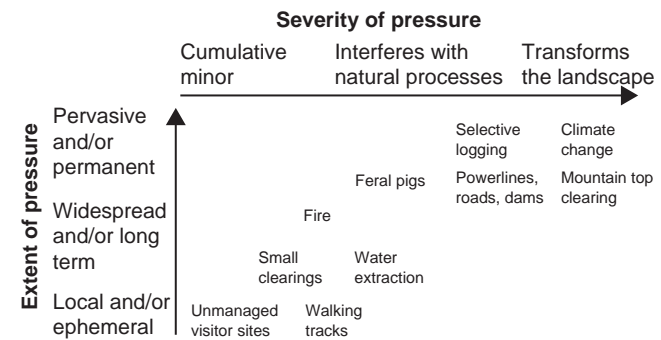 Severity of pressure
Cumulative
minor
Interferes with
natural processes
Transforms
the landscape
Extent of pressure
Pervasive
and/or
permanent
Widespread
and/or long
term
Local and/or
ephemeral
Selective
logging
Climate
change
Feral pigs
Powerlines,
roads, dams
Mountain top
clearing
Fire
Small
clearings
Water
extraction
Unmanaged
visitor sites
Walking
tracks